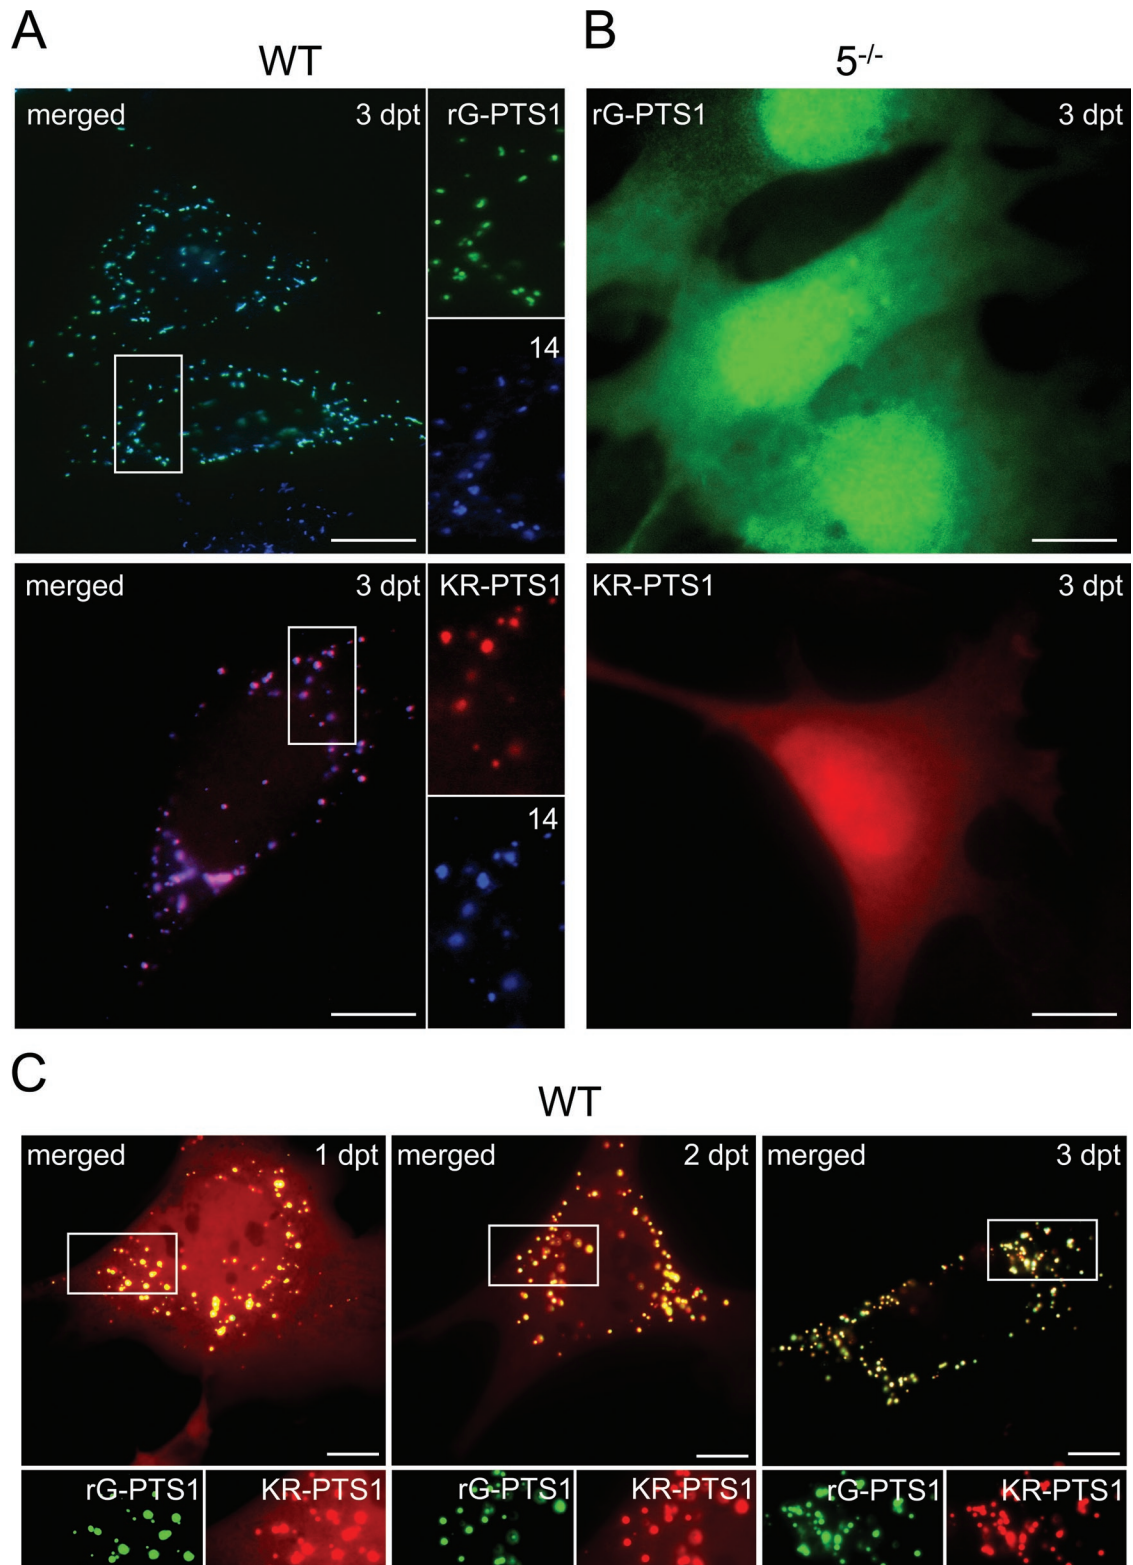 A
WT
merged 3 dpt
rG-PTS1
14
merged 3 dpt
KR-PTS1
14
B
5-/-
rG-PTS1 3 dpt
KR-PTS1 3 dpt
C
WT
merged 1 dpt
rG-PTS1 KR-PTS1
merged 2 dpt
rG-PTS1 KR-PTS1
merged 3 dpt
rG-PTS1 KR-PTS1